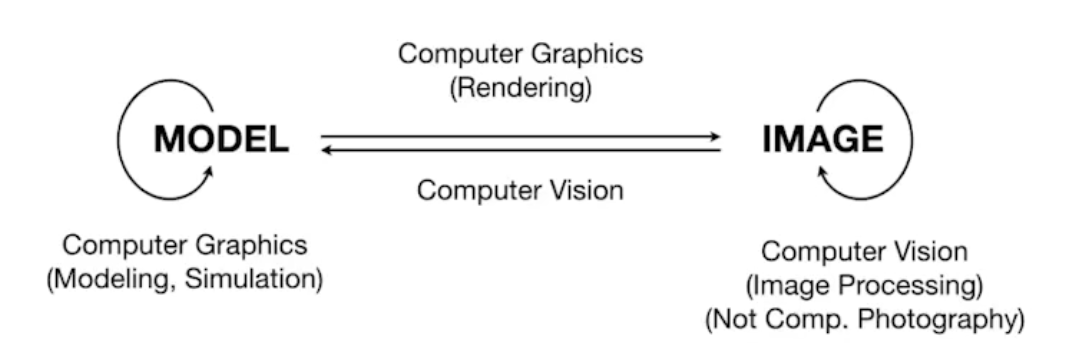 Computer Graphics
(Rendering)
MODEL
IMAGE
Computer Vision
Computer Graphics
(Modeling, Simulation)
Computer Vision
(Image Processing)
(Not Comp. Photography)